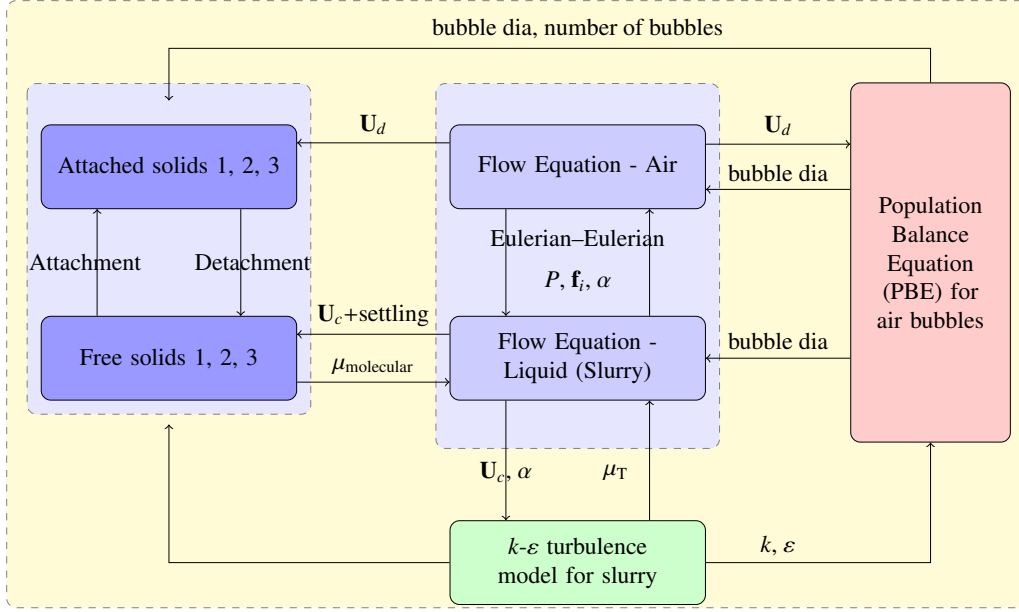 bubble dia, number of bubbles
𝐔_d
𝐔_d
Attached solids 1, 2, 3
Flow Equation - Air
bubble dia
Population
Balance
Equation
(PBE) for
air bubbles
Attachment
Detachment
Eulerian–Eulerian
P, 𝐟_i, α
𝐔_c+settling
Free solids 1, 2, 3
Flow Equation -
Liquid (Slurry)
bubble dia
μ_molecular
𝐔_c, α
μ_T
k-ε turbulence
model for slurry
k, ε